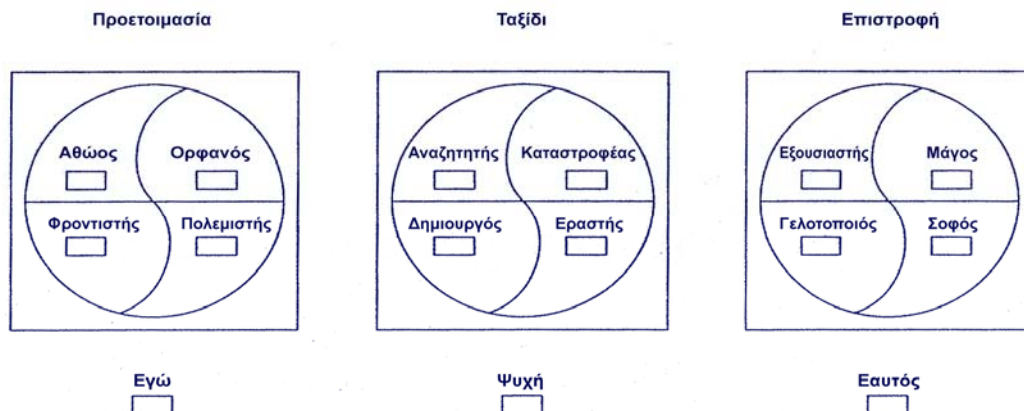 Προετοιμασία
Ταξίδι
Επιστροφή
Αθώος
Ορφανός
Φροντιστής
Πολεμιστής
Αναζητητής
Καταστροφέας
Δημιουργός
Εραστής
Εξουσιαστής
Μάγος
Γελοτοποιός
Σοφός
Εγώ
Ψυχή
Εαυτός